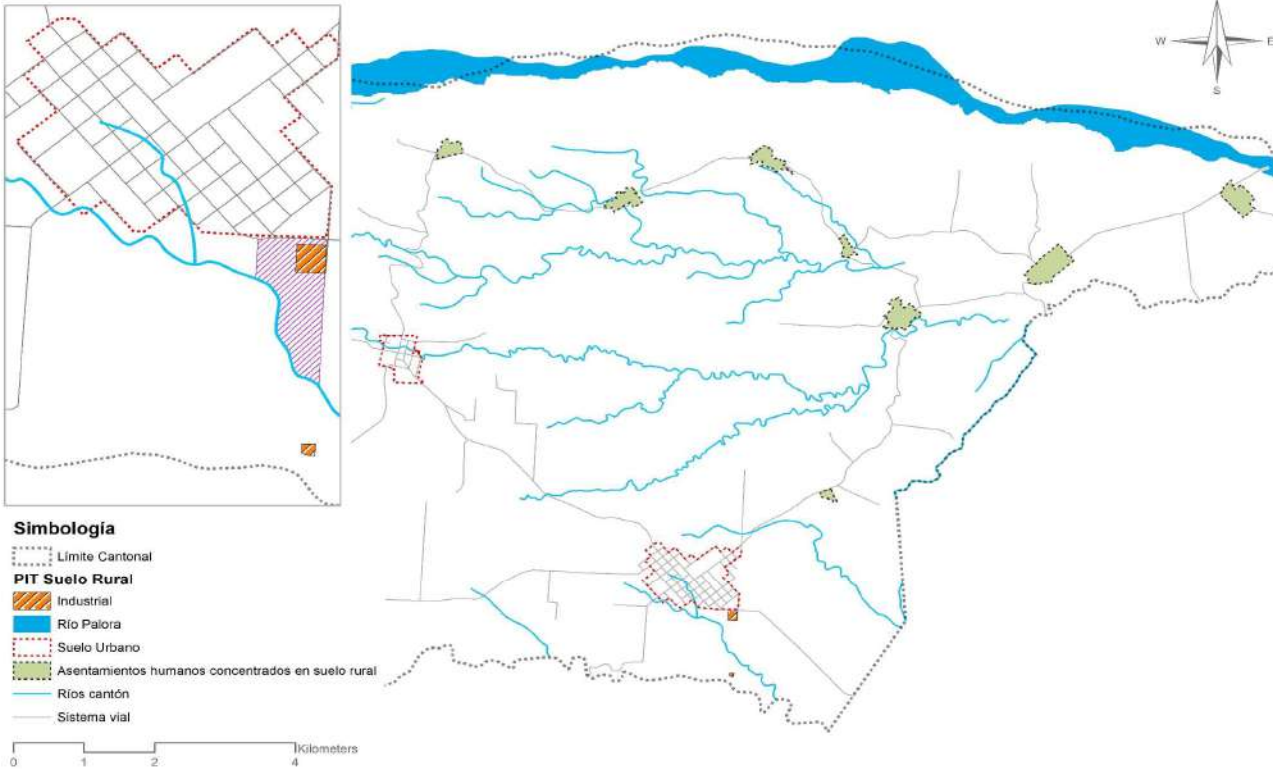 W
E
S
Simbología
Límite Cantonal
PIT Suelo Rural
Industrial
Río Palora
Suelo Urbano
Asentamientos humanos concentrados en suelo rural
Ríos cantón
Sistema vial
Kilometers
0 1 2 4